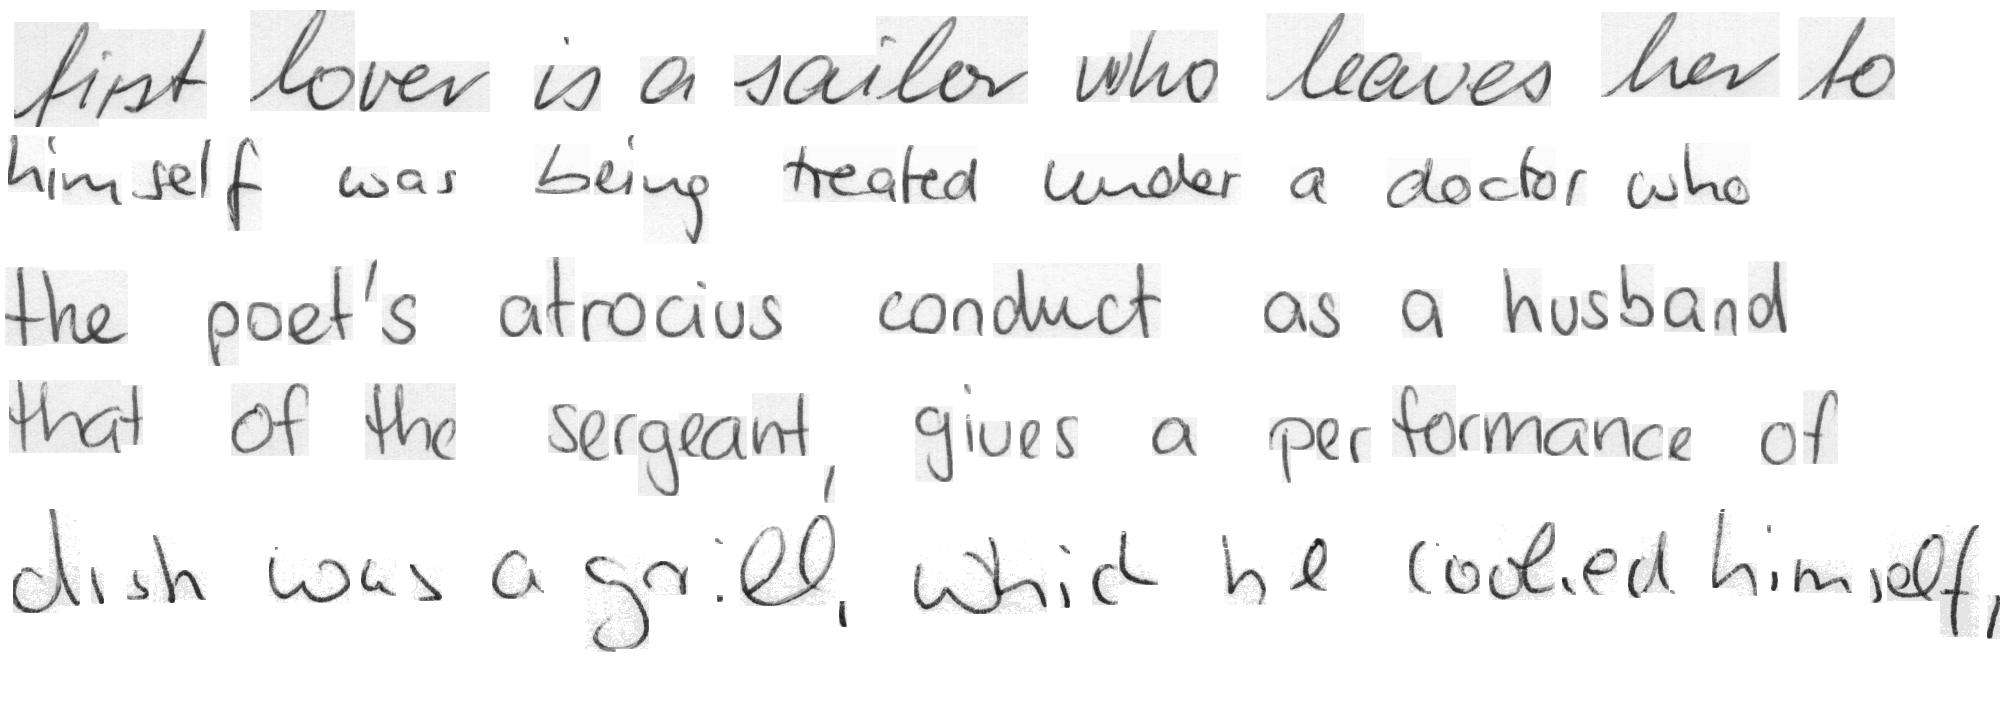 first lover is a sailor who leaves her to
himself was being treated under a doctor who
the poet's atrocius conduct as a husband
that of the sergeant, gives a performance of
dish was a grill, which he cooked himself,